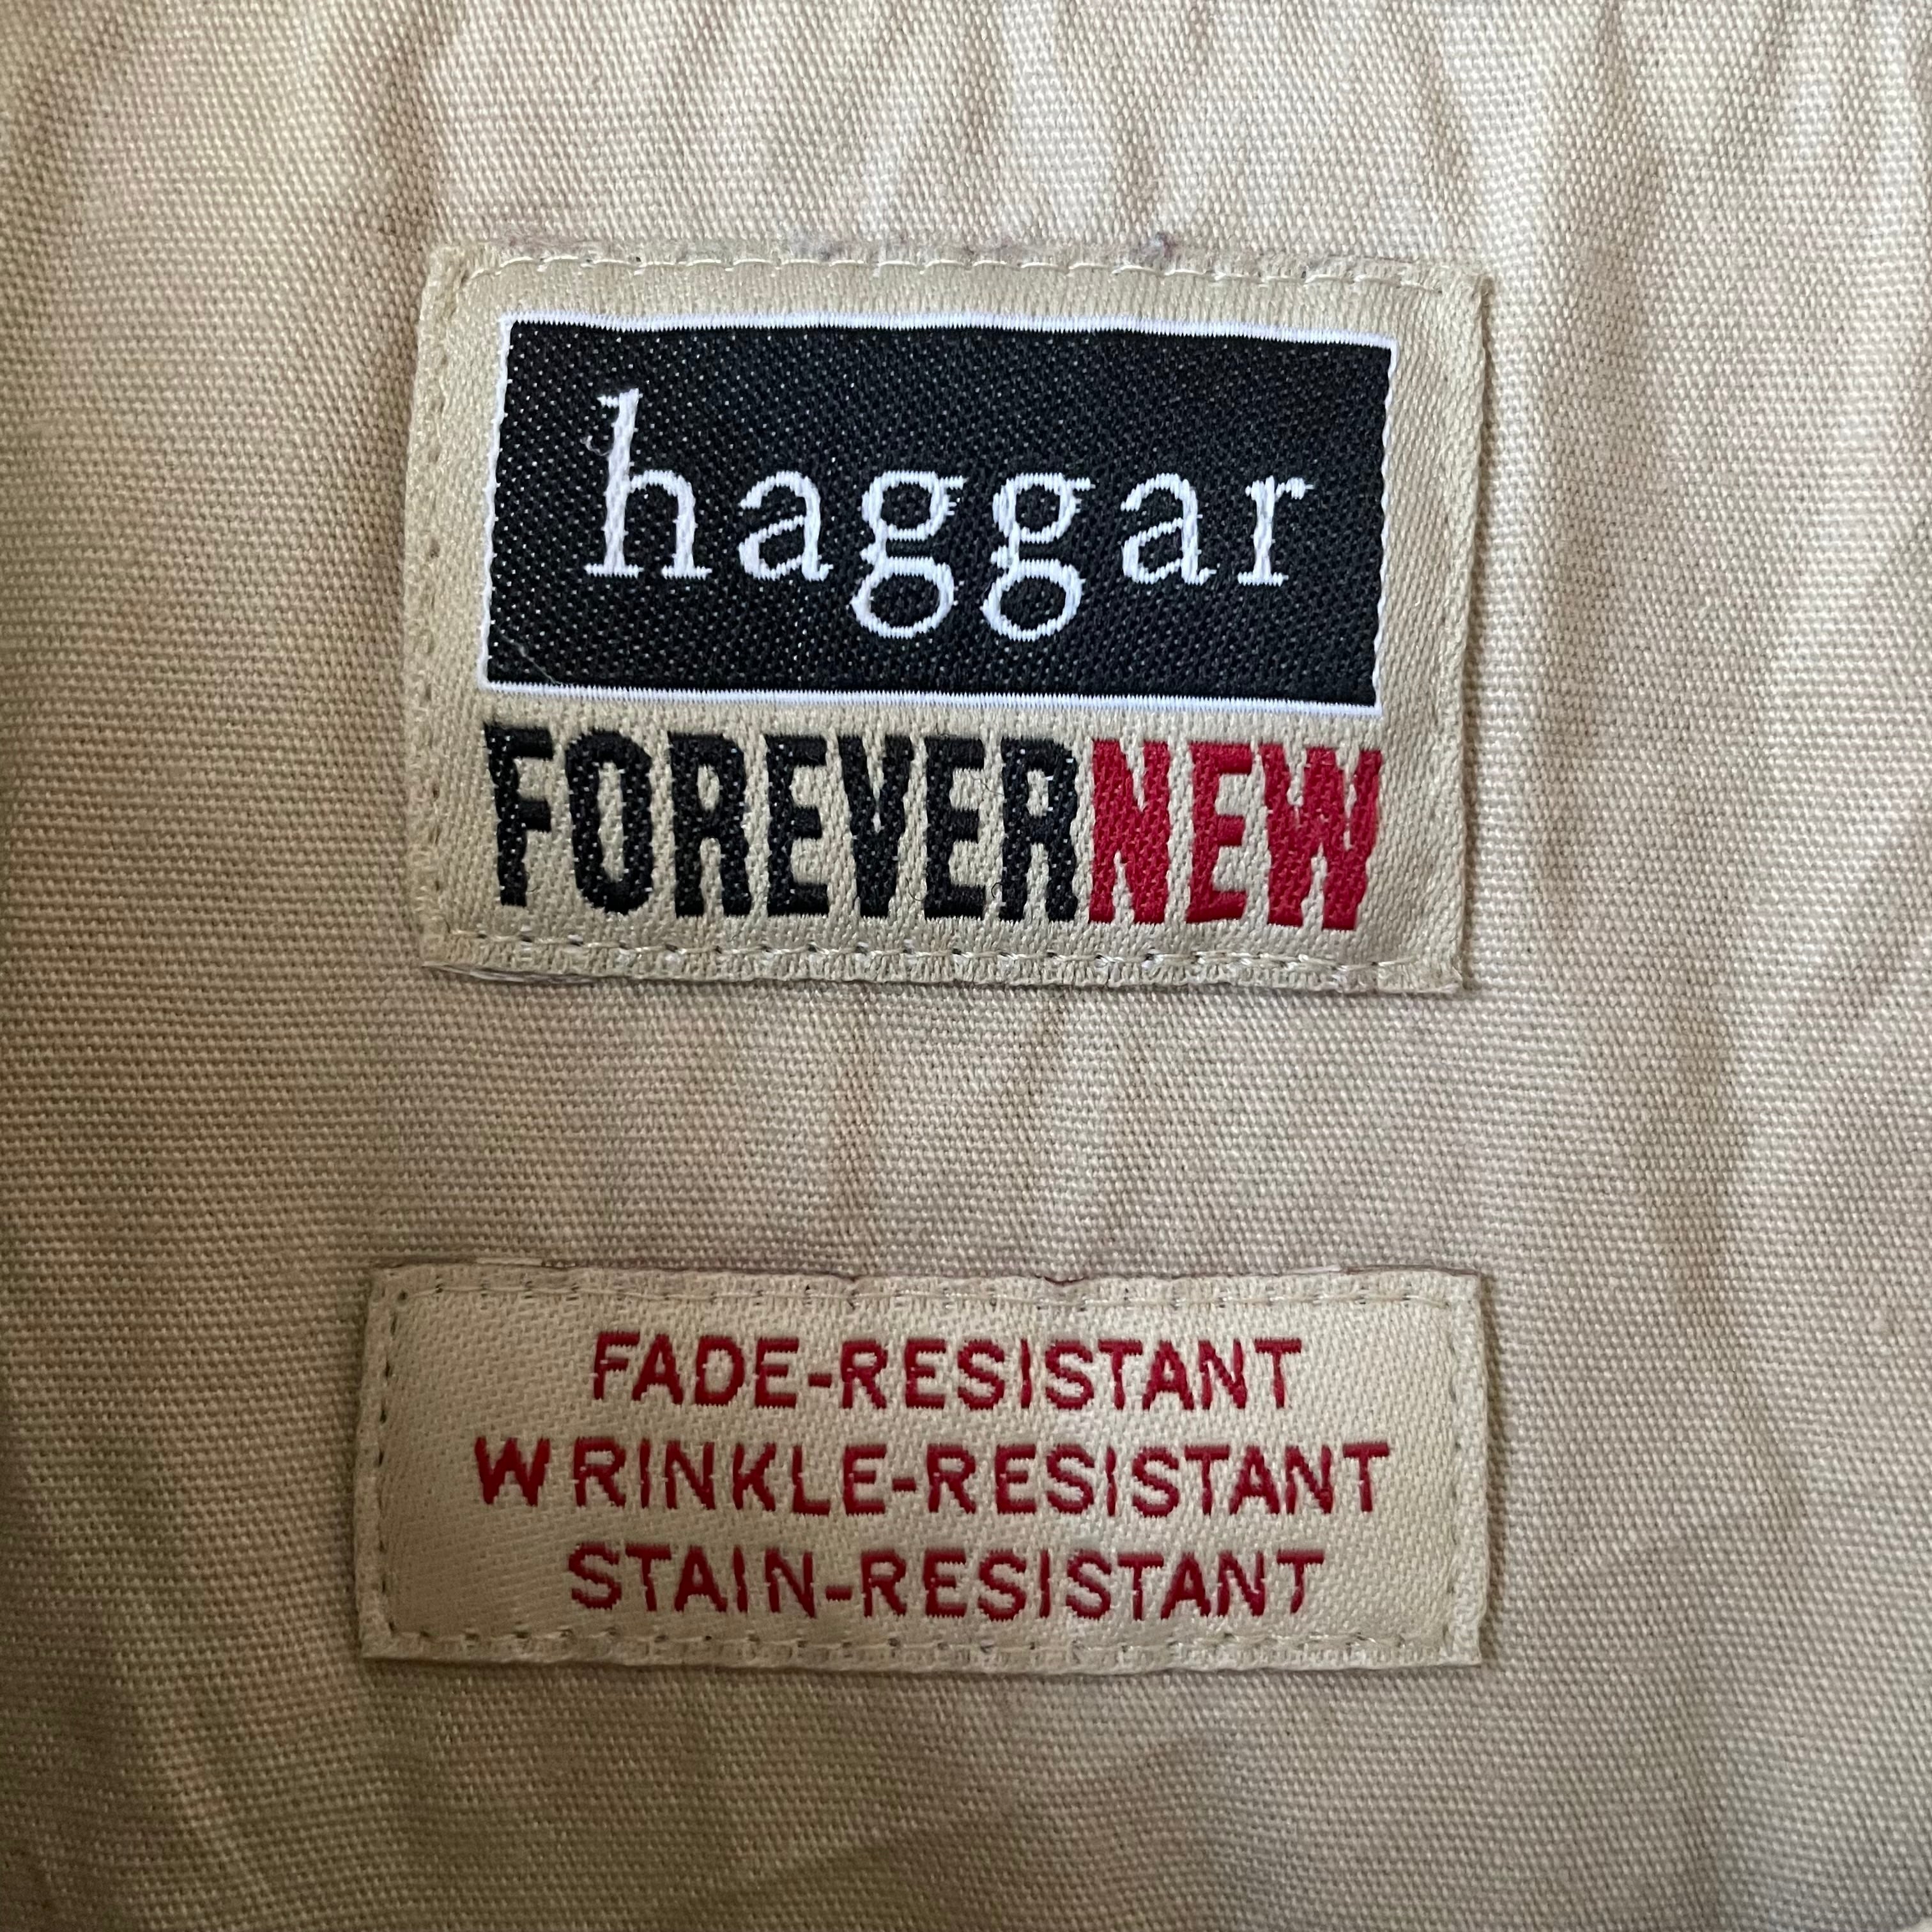 haggar
FOREVERNEW
FADE-RESISTANT
WRINKLE-RESISTANT
STAIN-RESISTANT